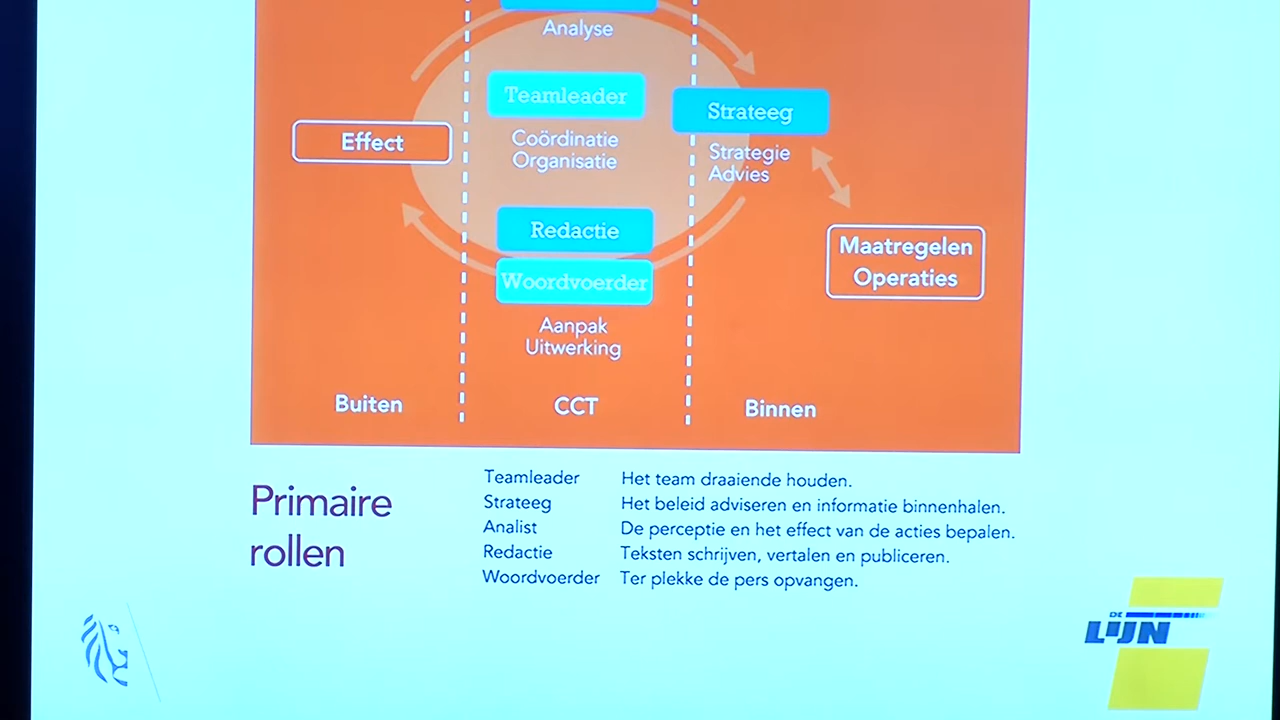 Analyse
Teamleader
Coördinatie
Organisatie
Strateeg
Strategie
Advies
Effect
Redactie
Woordvoerder
Maatregelen
Operaties
Aanpak
Uitwerking
Buiten
CCT
Binnen
Primaire
rollen
Teamleader Het team draaiende houden.
Strateeg Het beleid adviseren en informatie binnenhalen.
Analist De perceptie en het effect van de acties bepalen.
Redactie Teksten schrijven, vertalen en publiceren.
Woordvoerder Ter plekke de pers opvangen.
DE
LIJN